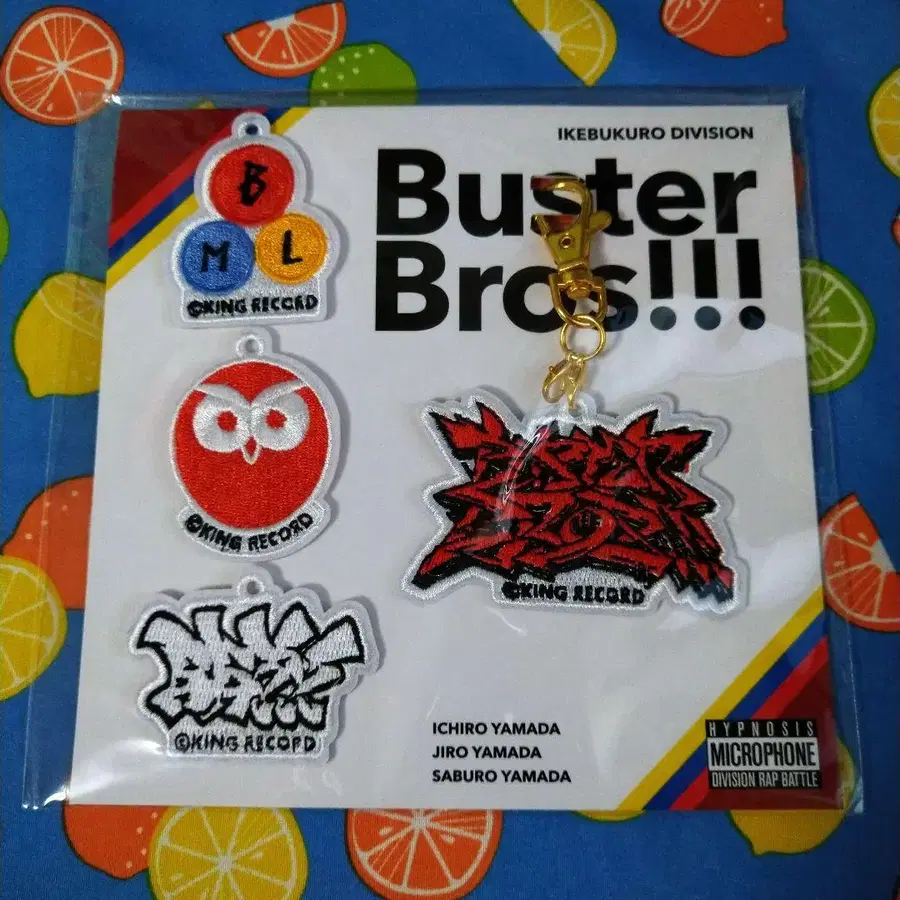 IKEBUKURO DIVISION
Buster
Bros!!!
B
M L
©KING RECORD
©KING RECORD
©KING RECORD
©KING RECORD
ICHIRO YAMADA
JIRO YAMADA
SABURO YAMADA
HYPNOSIS
MICROPHONE
DIVISION RAP BATTLE